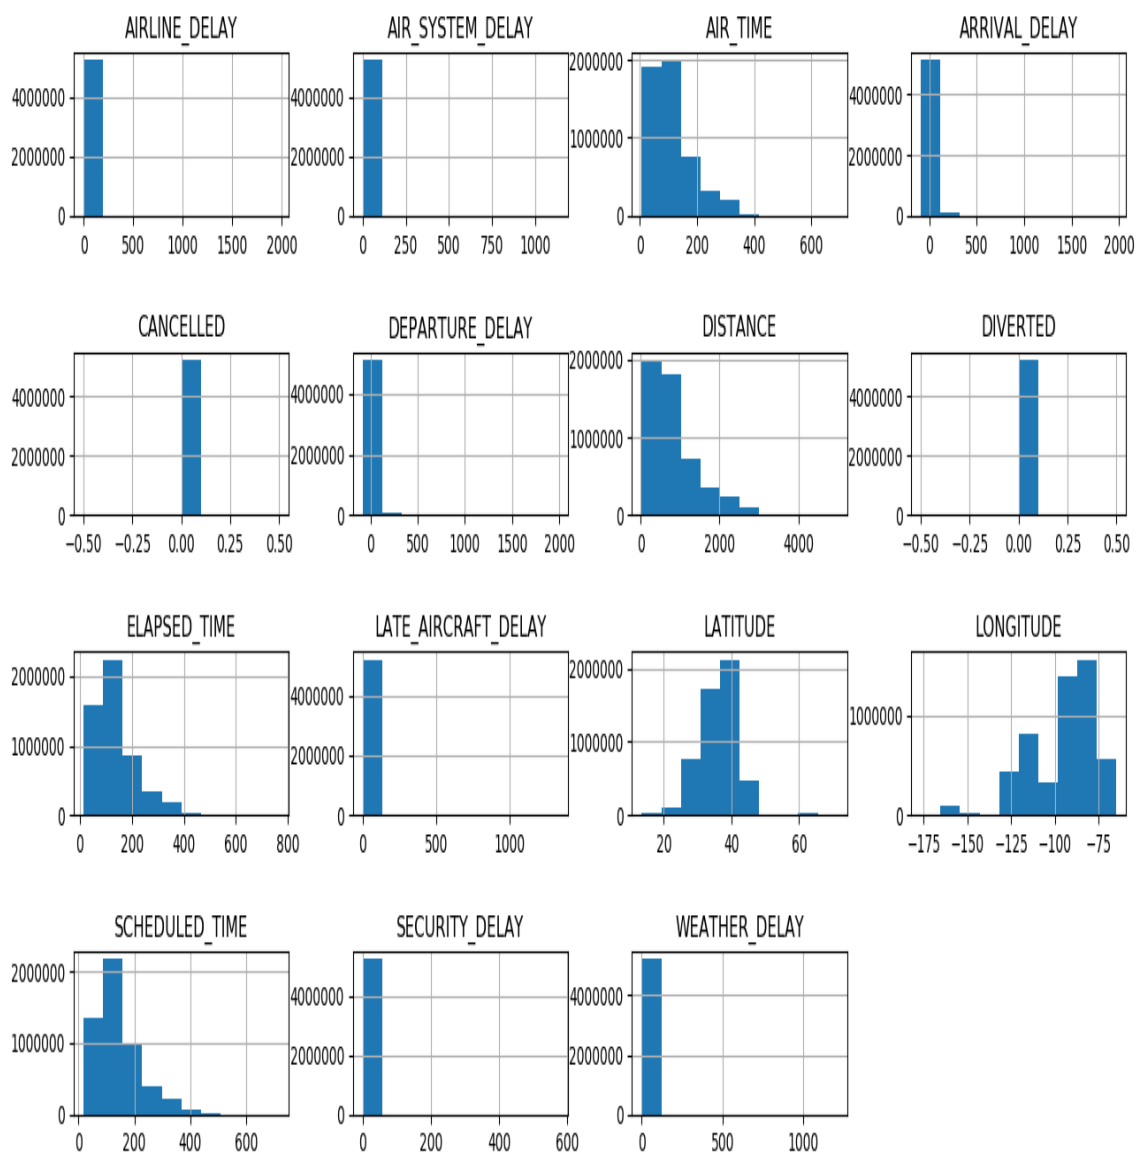 AIRLINE_DELAY AIR_SYSTEM_DELAY AIR_TIME ARRIVAL_DELAY
4000000 4000000 2000000 4000000
2000000 2000000 1000000 2000000
0 0 0 0
0 500 1000 1500 2000 0 250 500 750 1000 0 200 400 600 0 500 1000 1500 2000
CANCELLED DEPARTURE_DELAY DISTANCE DIVERTED
4000000 4000000 2000000 4000000
2000000 2000000 1000000 2000000
0 0 0 0
−0.50 −0.25 0.00 0.25 0.50 0 500 1000 1500 2000 0 2000 4000 −0.50 −0.25 0.00 0.25 0.50
ELAPSED_TIME LATE_AIRCRAFT_DELAY LATITUDE LONGITUDE
2000000 4000000 2000000 1000000
1000000 2000000 1000000
0 0 0 0
0 200 400 600 800 0 500 1000 20 40 60 −175 −150 −125 −100 −75
SCHEDULED_TIME SECURITY_DELAY WEATHER_DELAY
2000000 4000000 4000000
1000000 2000000 2000000
0 0 0
0 200 400 600 0 200 400 600 0 500 1000